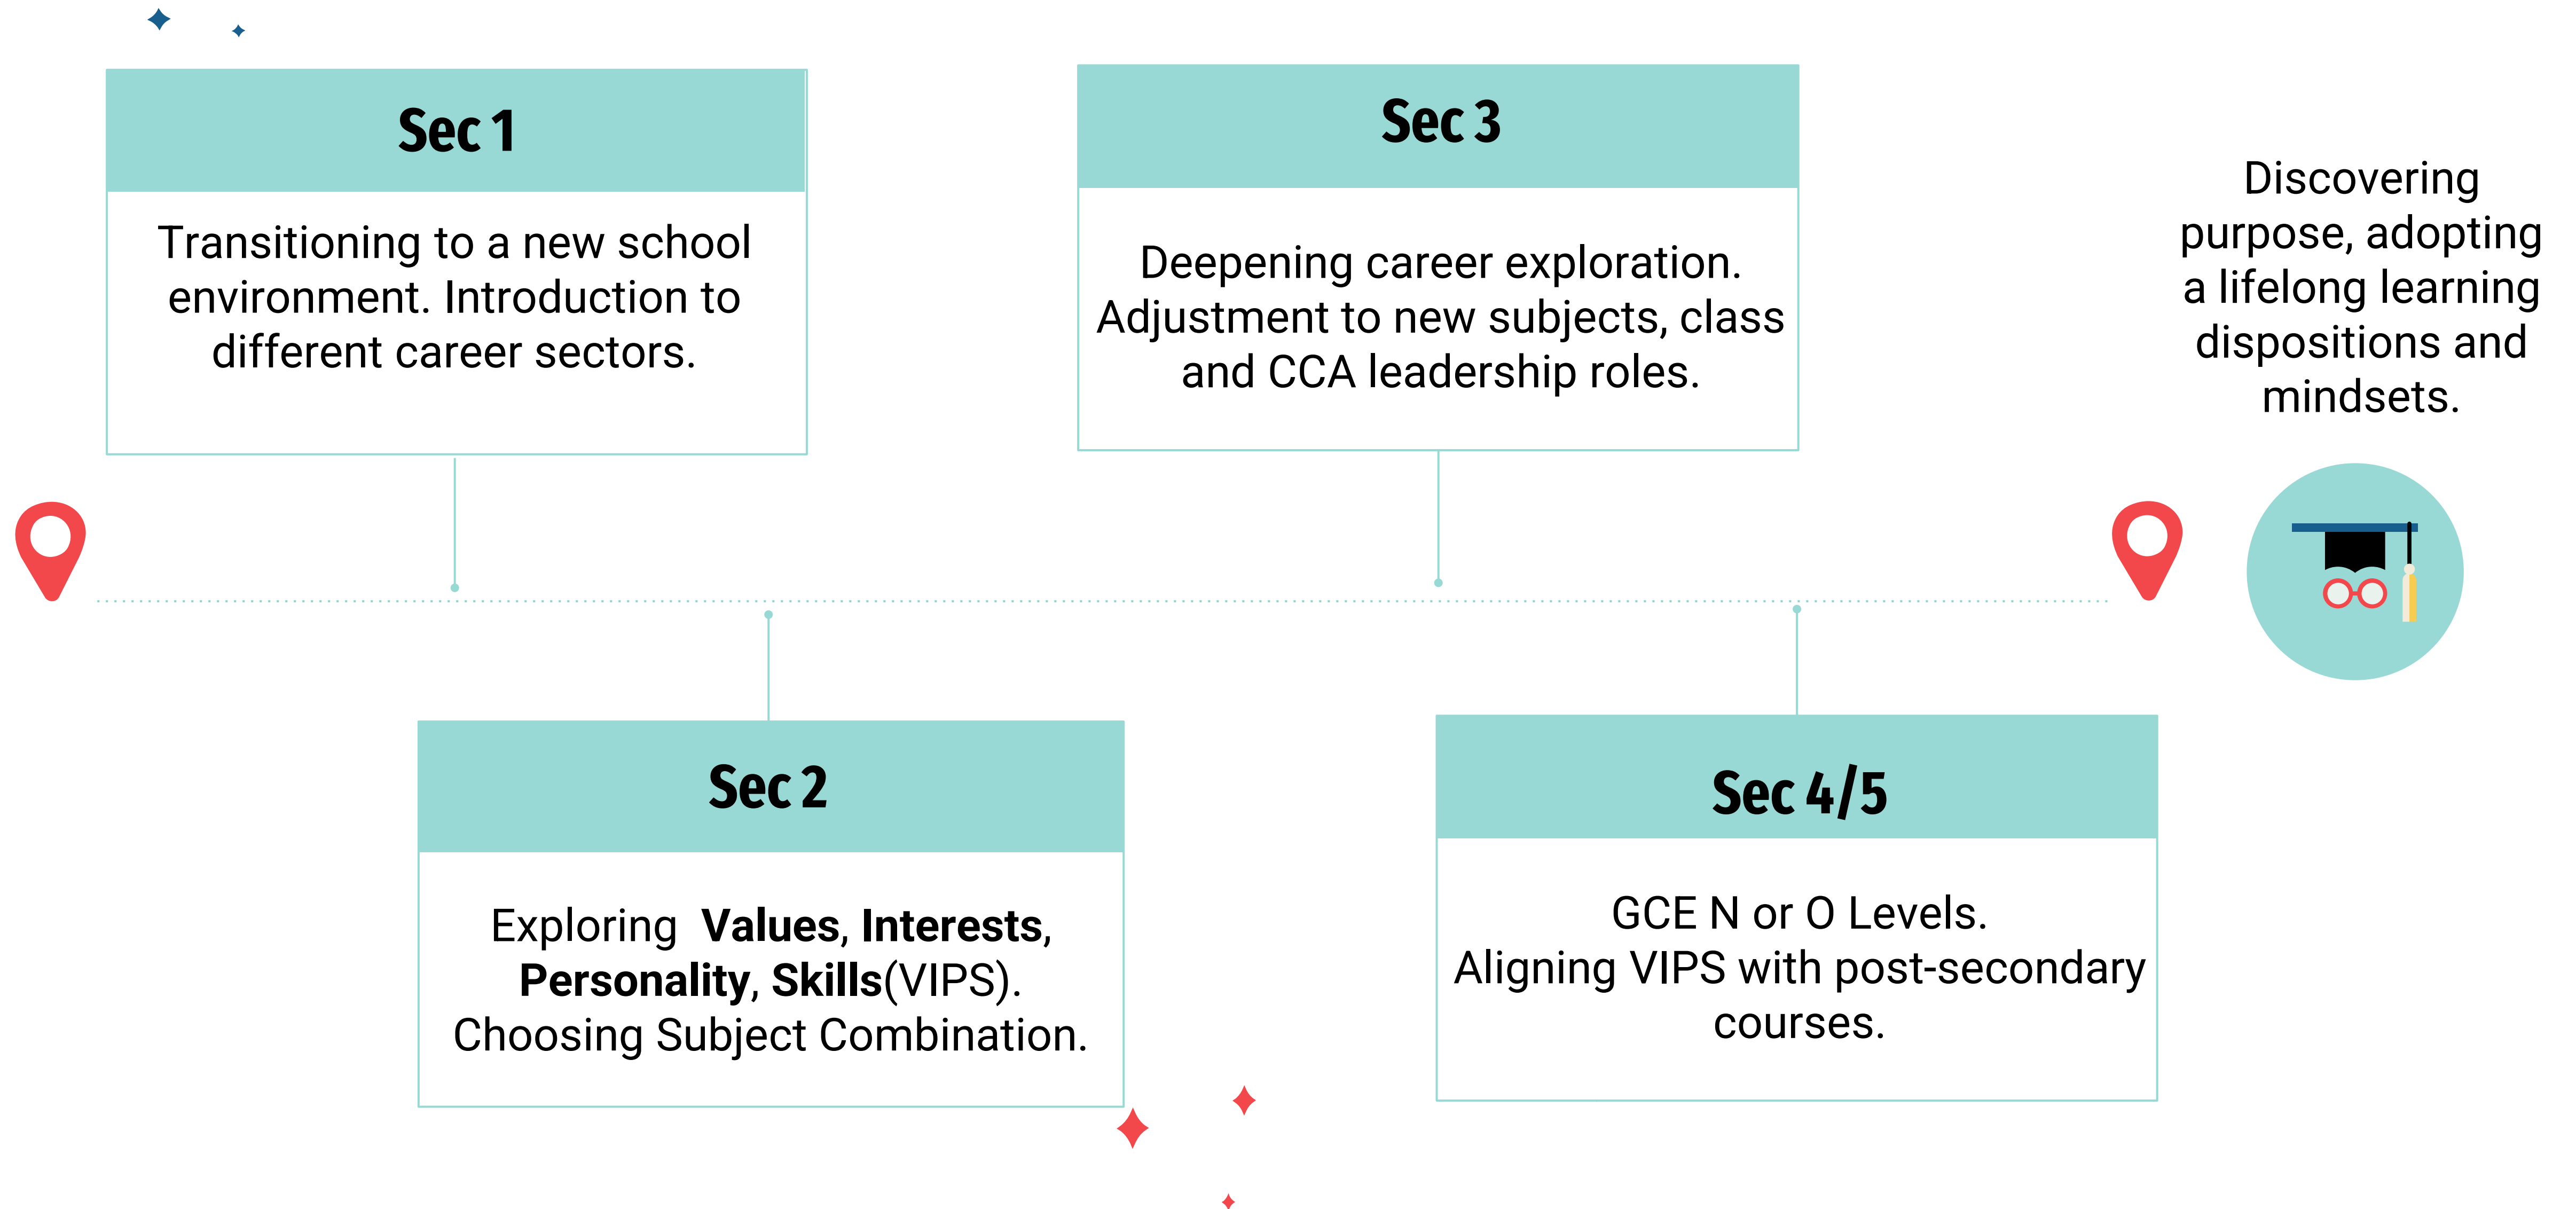 Sec 1
Transitioning to a new school
environment. Introduction to
different career sectors.
Sec 2
Exploring  Values, Interests,
Personality, Skills(VIPS).
Choosing Subject Combination.
Sec 3
Deepening career exploration.
Adjustment to new subjects, class
and CCA leadership roles.
Sec 4/5
GCE N or O Levels.
Aligning VIPS with post-secondary
courses.
Discovering
purpose, adopting
a lifelong learning
dispositions and
mindsets.